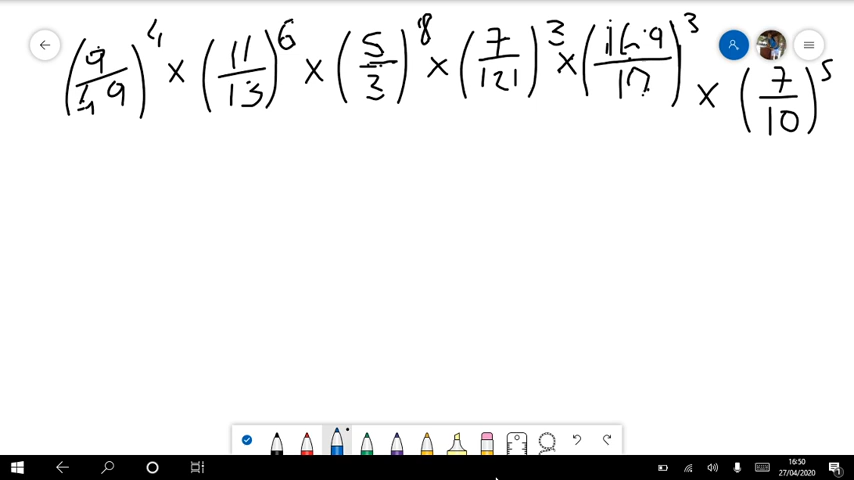 (9/49)^4 × (11/13)^6 × (5/3)^8 × (7/121)^3 × (169/17)^3 × (7/10)^5
16:50
27/04/2020